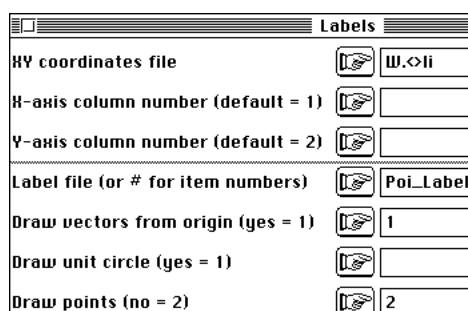 Labels
XY coordinates file W.<>li
X-axis column number (default = 1)
Y-axis column number (default = 2)
Label file (or # for item numbers) Poi_Label
Draw vectors from origin (yes = 1) 1
Draw unit circle (yes = 1)
Draw points (no = 2) 2